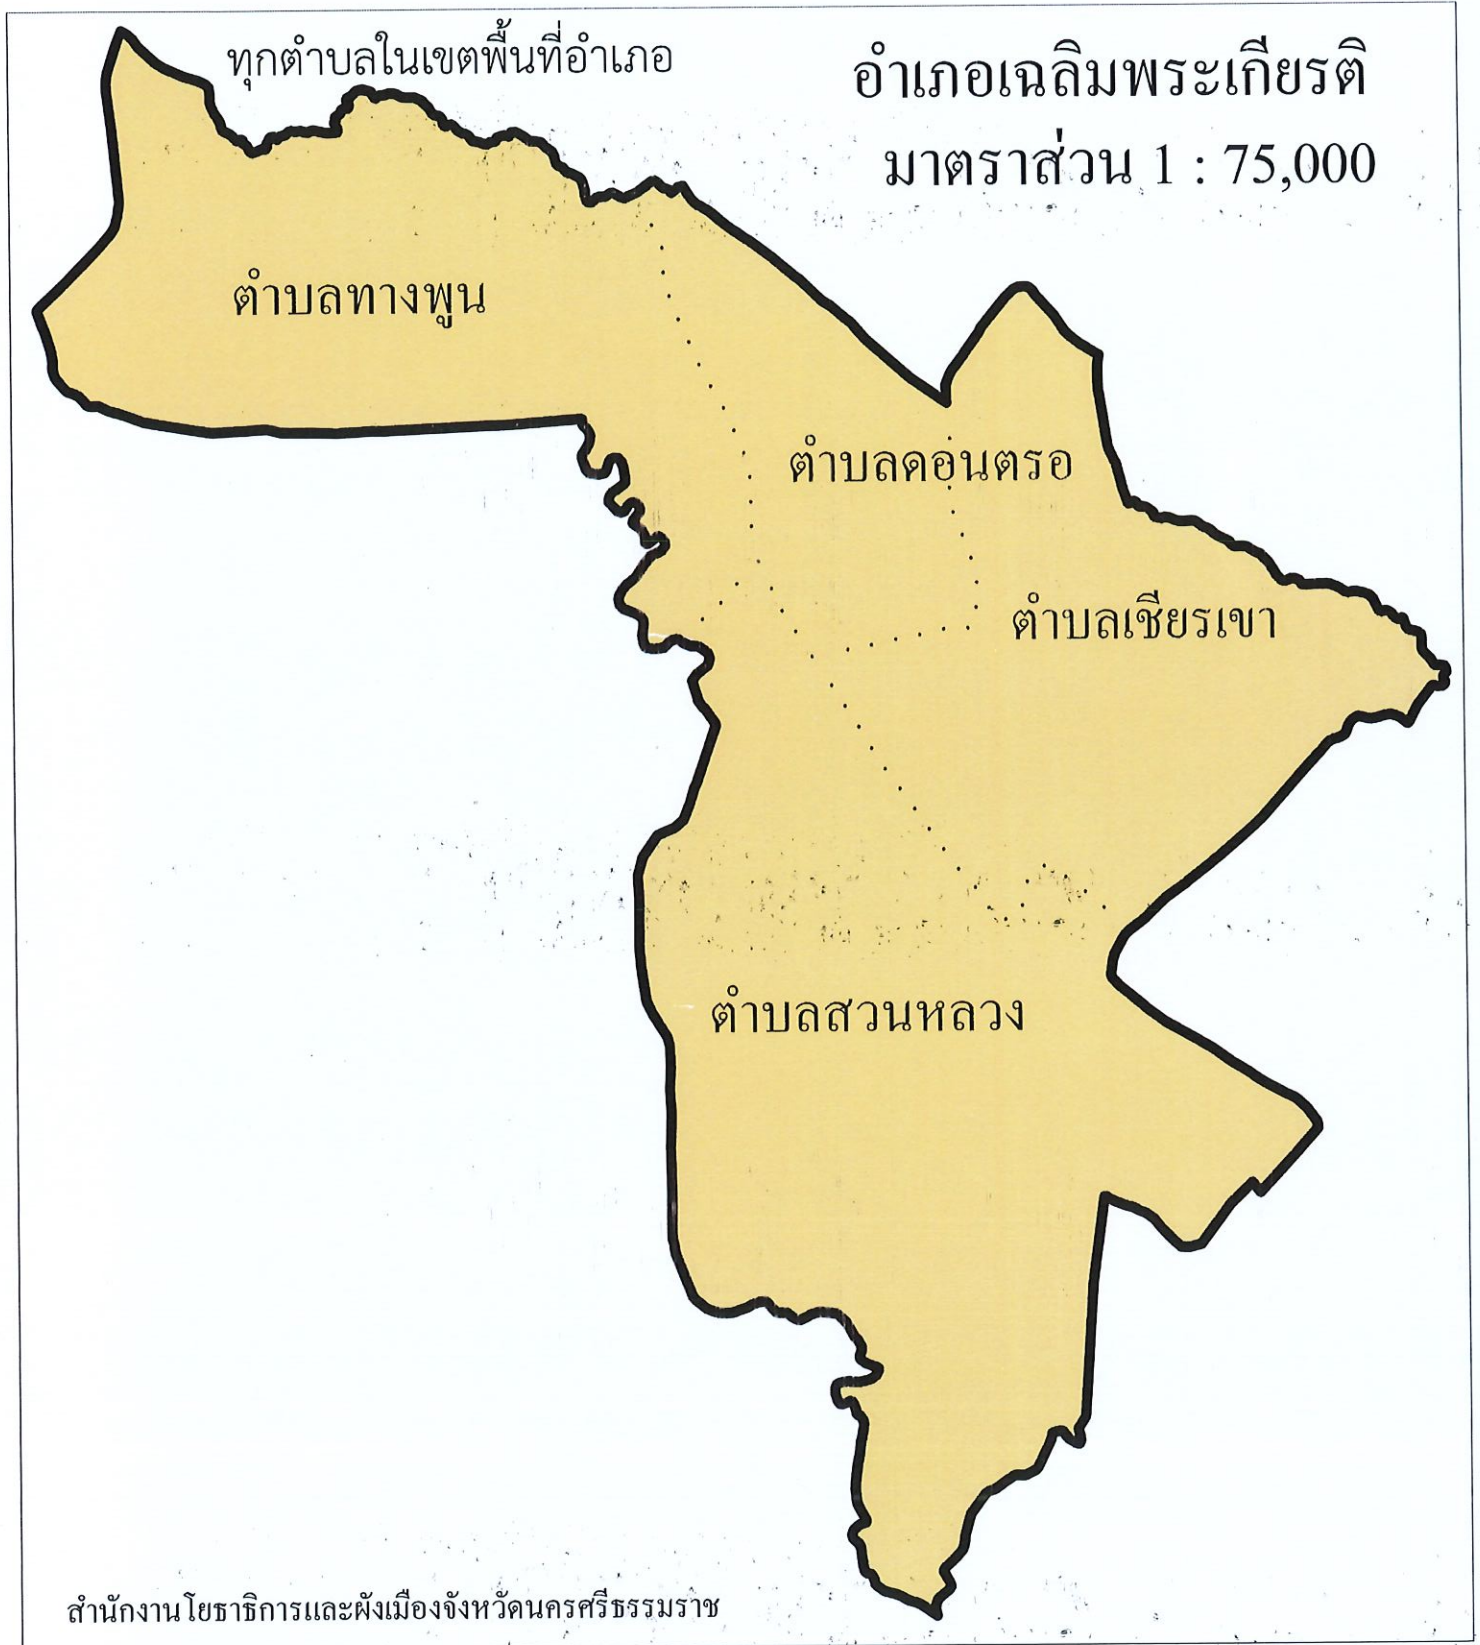 ทุกตำบลในเขตพื้นที่อำเภอ
อำเภอเฉลิมพระเกียรติ
มาตราส่วน 1 : 75,000
ตำบลทางพูน
ตำบลดอนตรอ
ตำบลเชียรเขา
ตำบลสวนหลวง
สำนักงานโยธาธิการและผังเมืองจังหวัดนครศรีธรรมราช